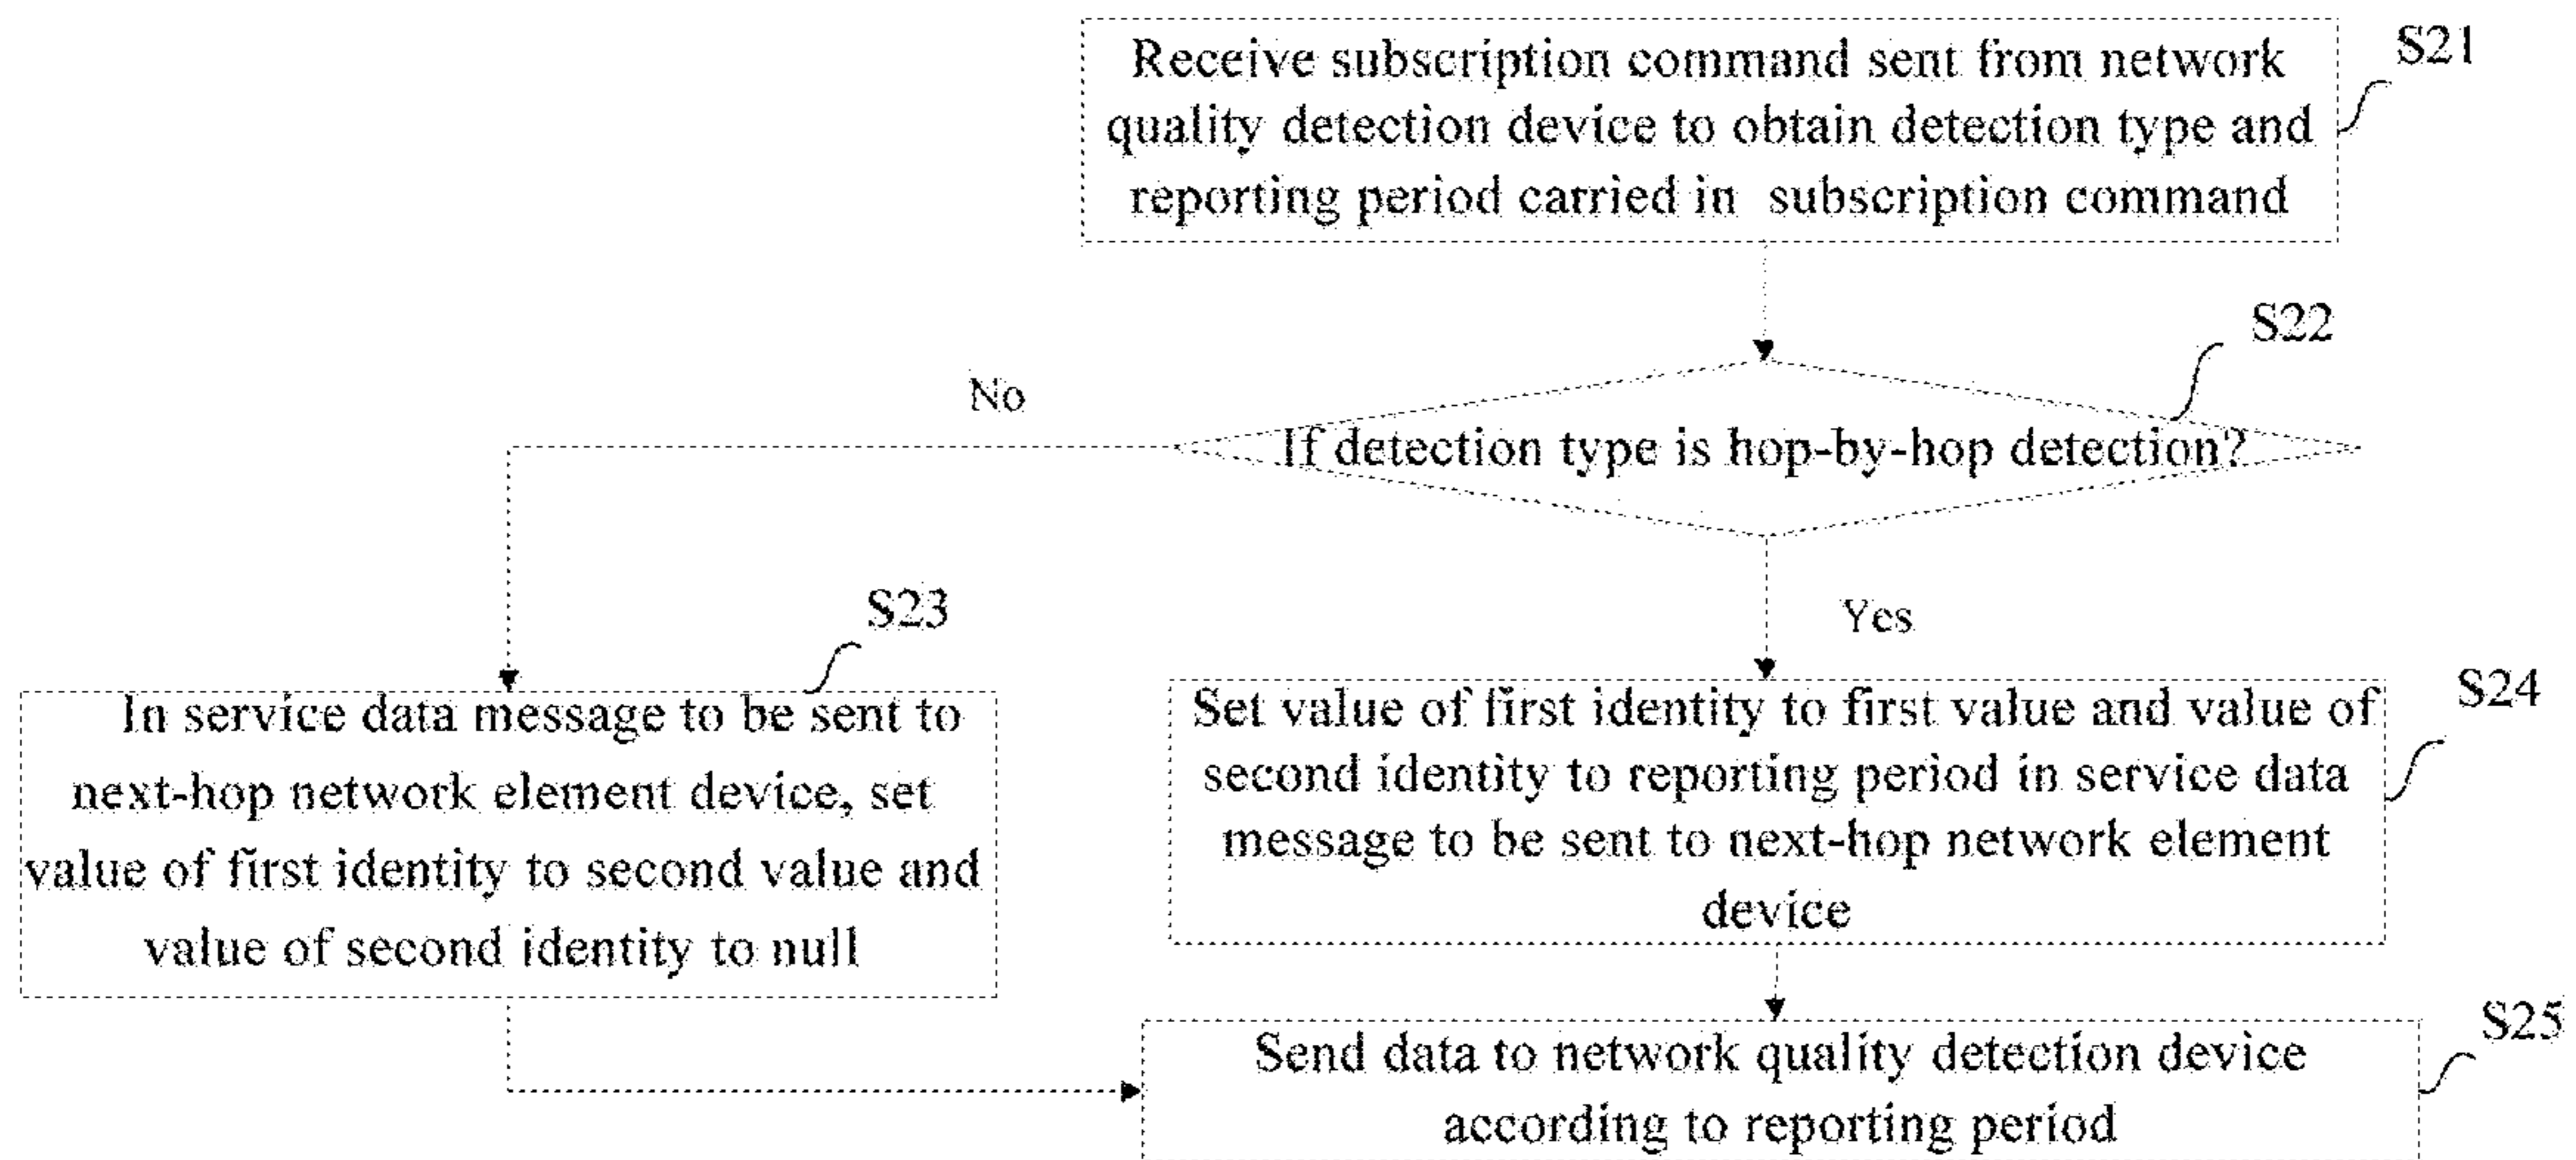 Receive subscription command sent from network
quality detection device to obtain detection type and
reporting period carried in subscription command
S21
S22
If detection type is hop-by-hop detection?
No
Yes
S23
In service data message to be sent to
next-hop network element device, set
value of first identity to second value and
value of second identity to null
S24
Set value of first identity to first value and value of
second identity to reporting period in service data
message to be sent to next-hop network element
device
S25
Send data to network quality detection device
according to reporting period